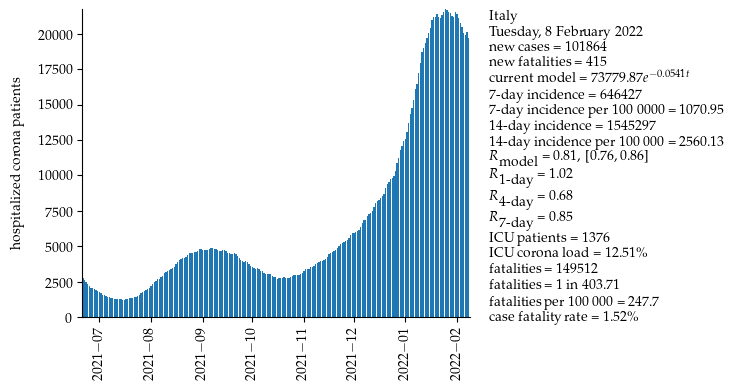 hospitalized corona patients
20000
17500
15000
12500
10000
7500
5000
2500
0
2021−07
2021−08
2021−09
2021−10
2021−11
2021−12
2022−01
2022−02
Italy
Tuesday, 8 February 2022
new cases = 101864
new fatalities = 415
current model = 73779.87e^{−0.0541t}
7-day incidence = 646427
7-day incidence per 100 0000 = 1070.95
14-day incidence = 1545297
14-day incidence per 100 000 = 2560.13
R_model = 0.81, [0.76, 0.86]
R_1-day = 1.02
R_4-day = 0.68
R_7-day = 0.85
ICU patients = 1376
ICU corona load = 12.51%
fatalities = 149512
fatalities = 1 in 403.71
fatalities per 100 000 = 247.7
case fatality rate = 1.52%